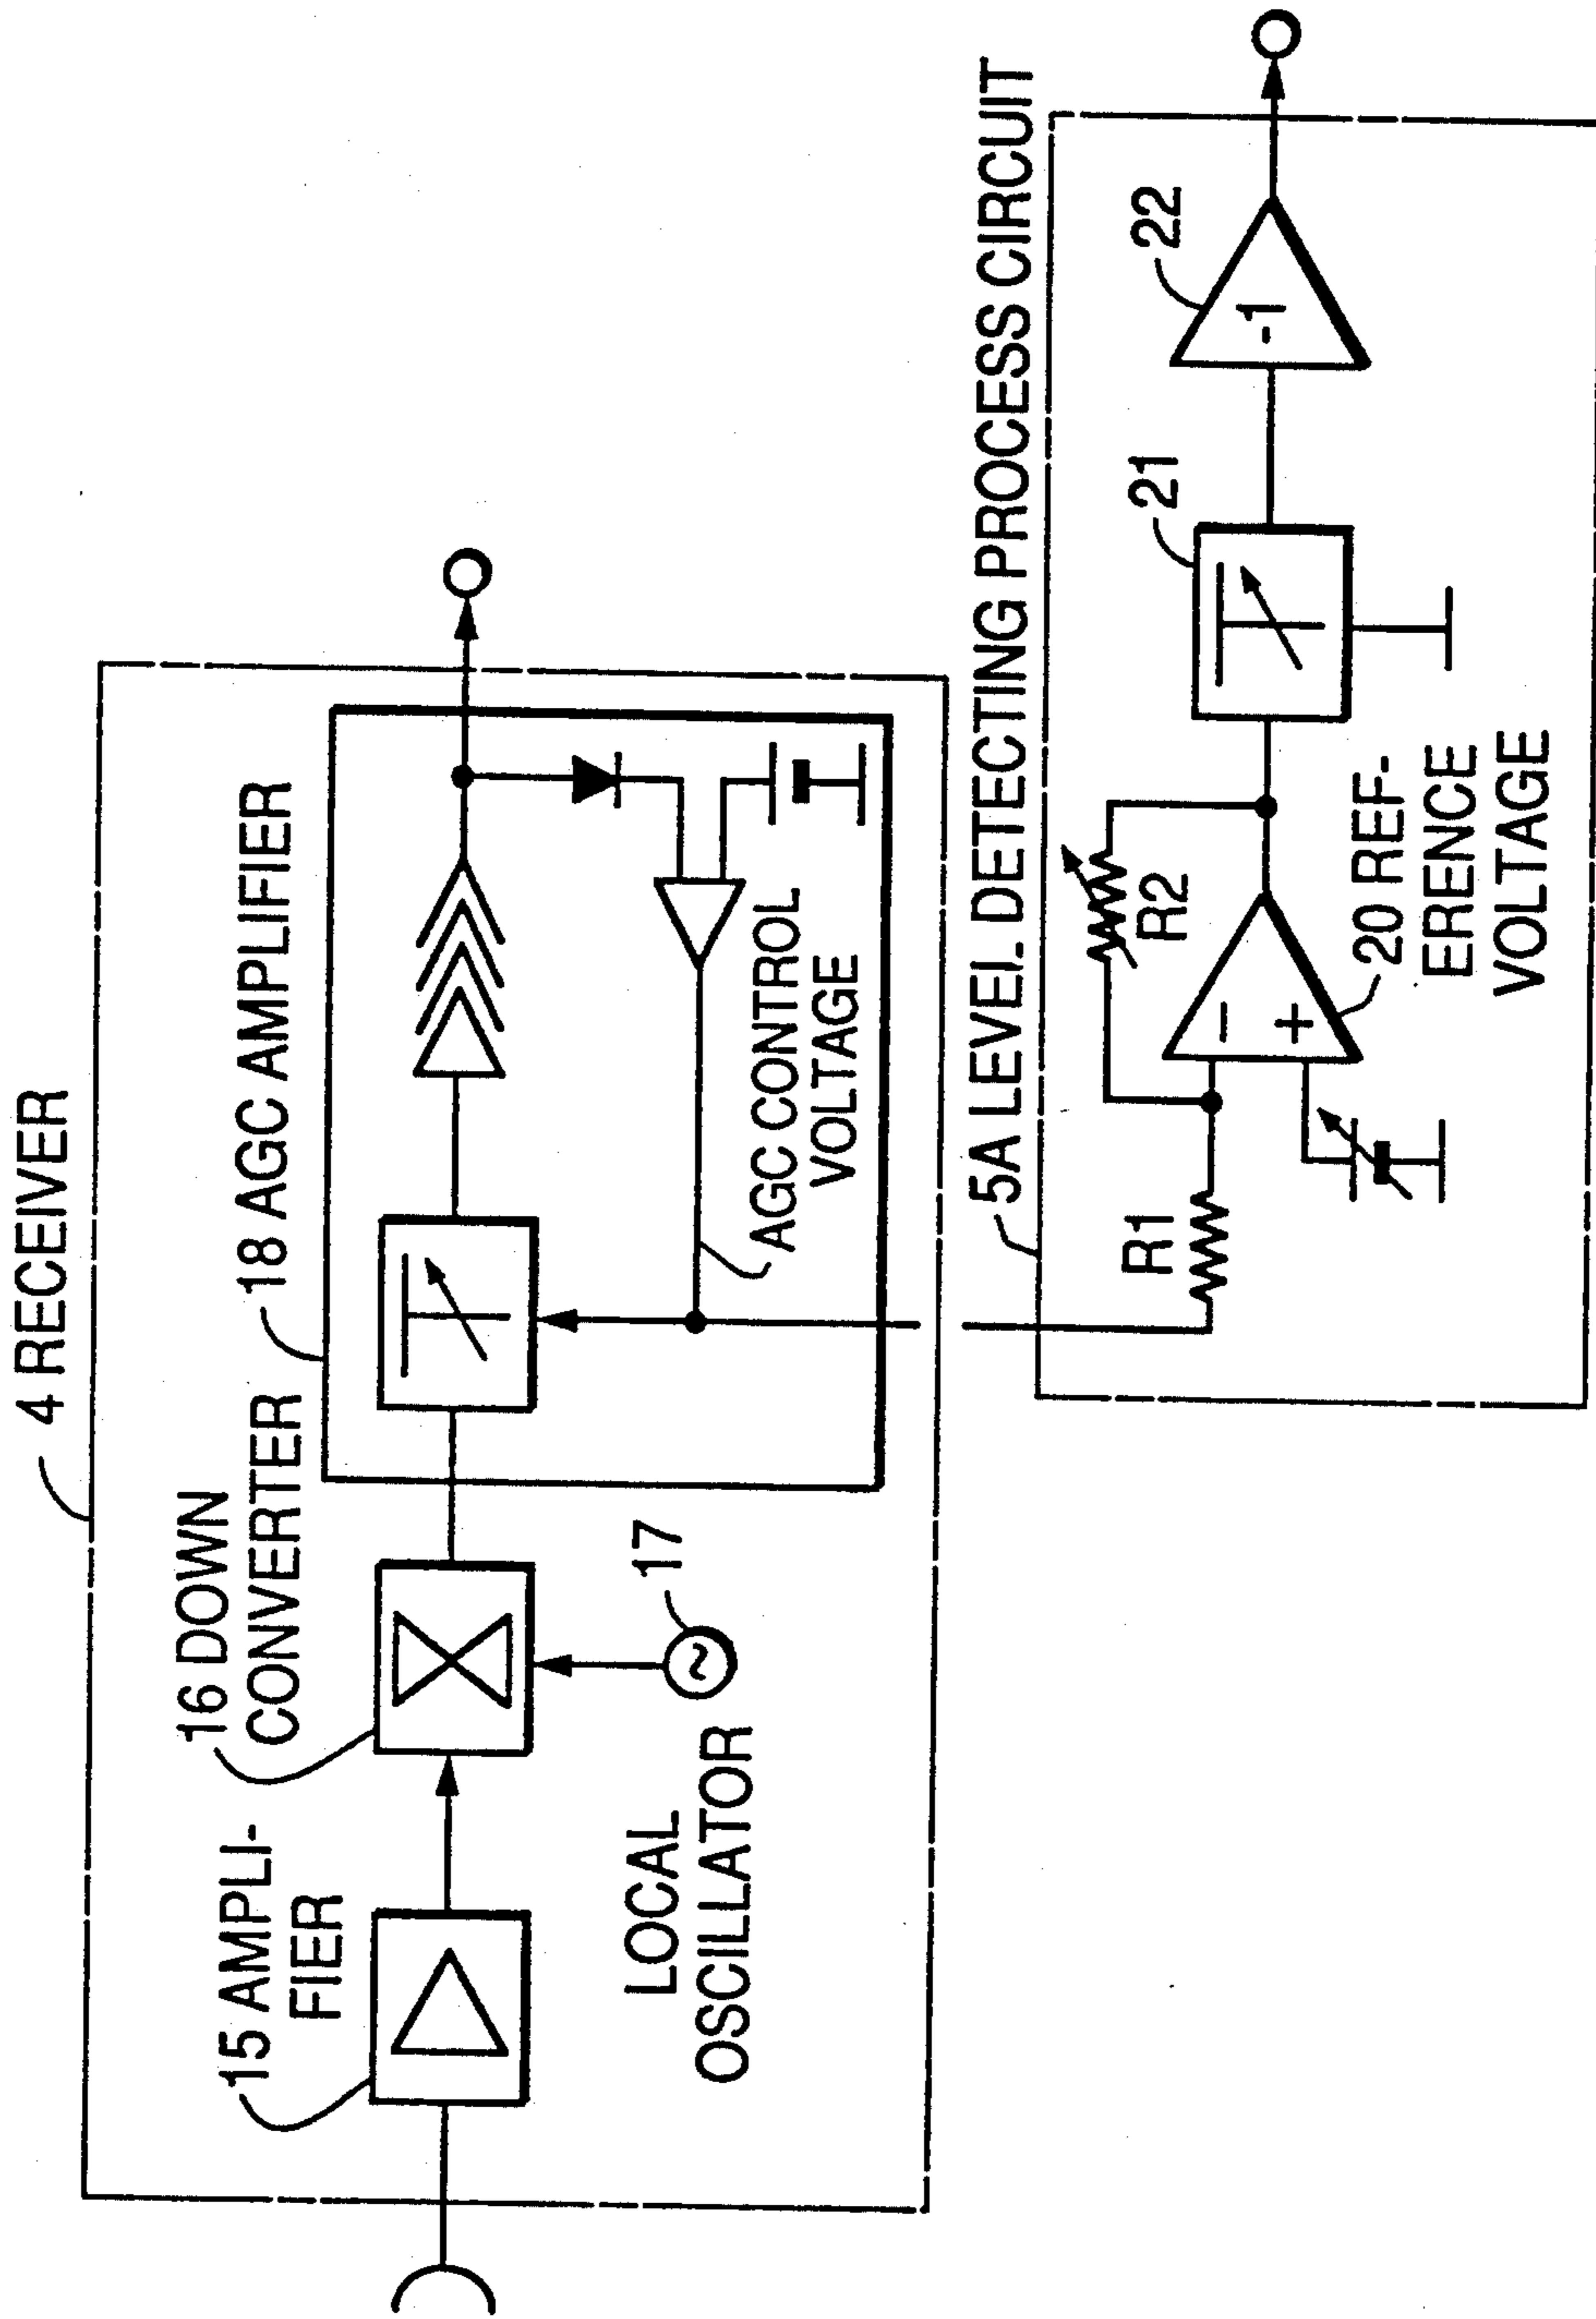 4 RECEIVER
18 AGC AMPLIFIER
16 DOWN
CONVERTER
15 AMPLI-
FIER
17
LOCAL
OSCILLATOR
AGC CONTROL
VOLTAGE
5A LEVEL DETECTING PROCESS CIRCUIT
R1
R2
−
+
20 REF-
ERENCE
VOLTAGE
21
22
-1